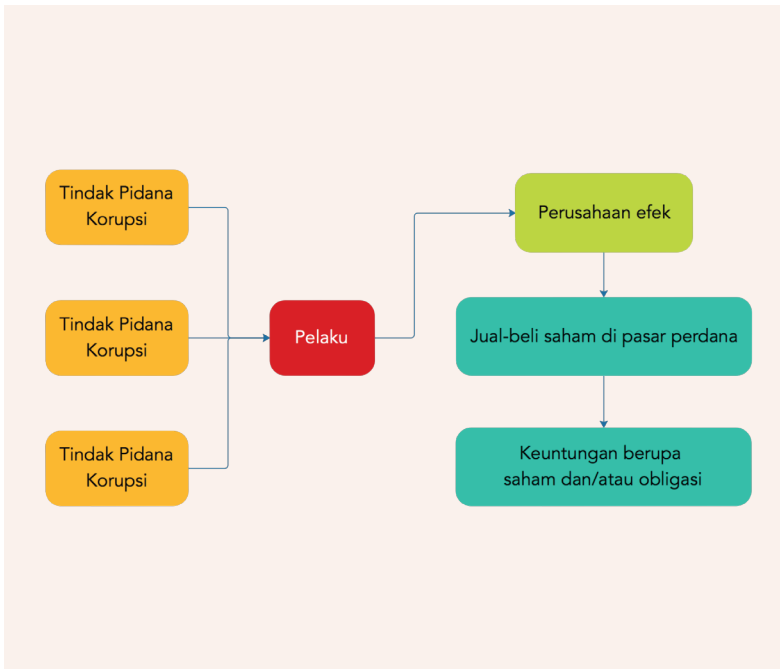 Tindak Pidana
Korupsi
Tindak Pidana
Korupsi
Tindak Pidana
Korupsi
Pelaku
Perusahaan efek
Jual-beli saham di pasar perdana
Keuntungan berupa
saham dan/atau obligasi